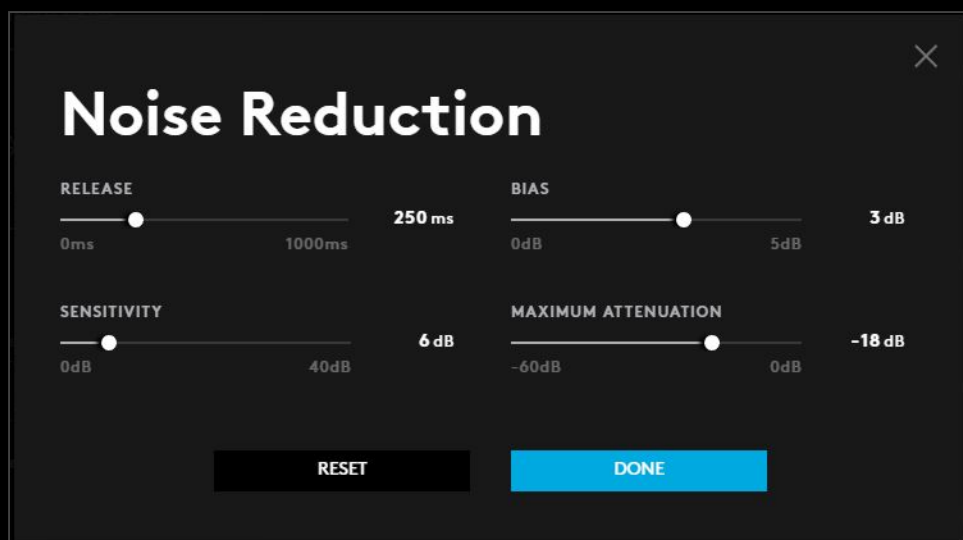 Noise Reduction
RELEASE
250 ms
0ms 1000ms
BIAS
3 dB
0dB 5dB
SENSITIVITY
6 dB
0dB 40dB
MAXIMUM ATTENUATION
-18 dB
-60dB 0dB
RESET
DONE